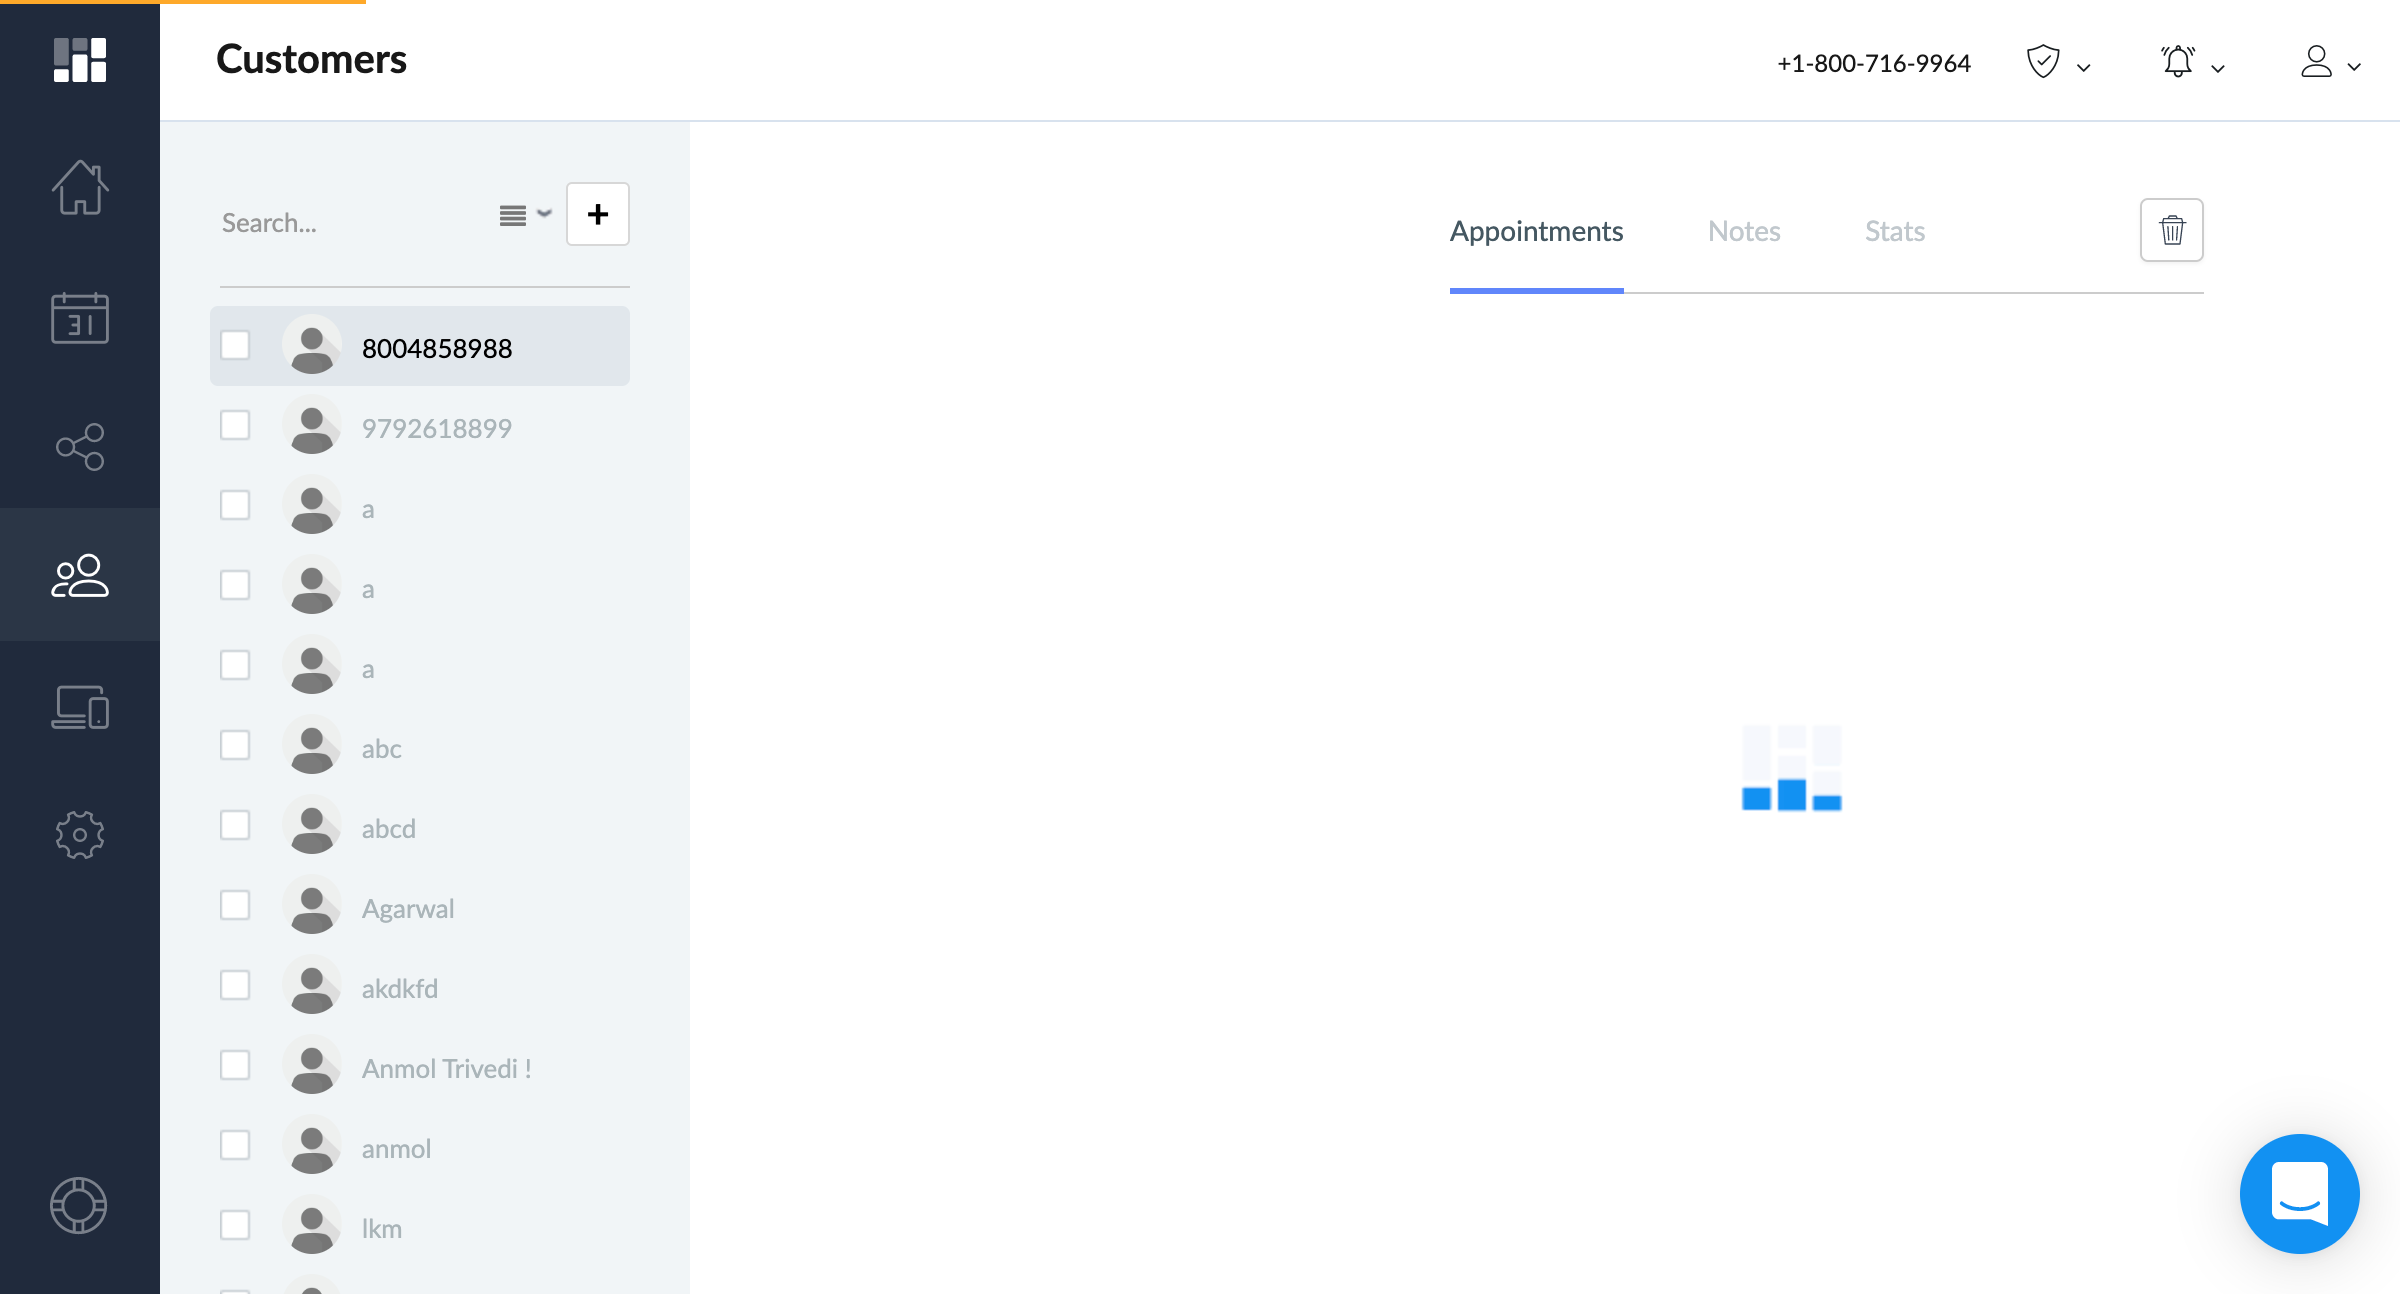 Customers
+1-800-716-9964
31
Search...
+
Appointments
Notes
Stats
8004858988
9792618899
a
a
a
abc
abcd
Agarwal
akdkfd
Anmol Trivedi !
anmol
lkm